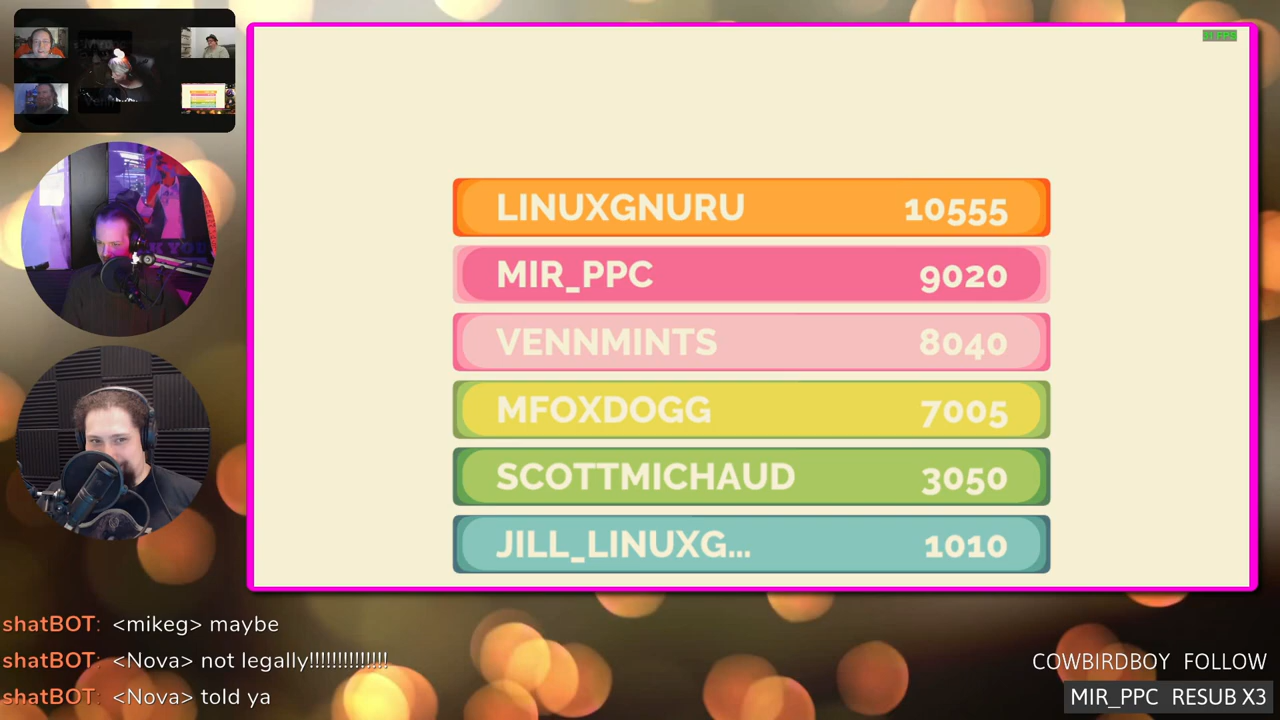 LINUXGNURU 10555
MIR_PPC 9020
VENNMINTS 8040
MFOXDOGG 7005
SCOTTMICHAUD 3050
JILL_LINUXG... 1010
shatBOT: <mikeg> maybe
shatBOT: <Nova> not legally!!!!!!!!!!!!!!
shatBOT: <Nova> told ya
COWBIRDBOY FOLLOW
MIR_PPC RESUB X3